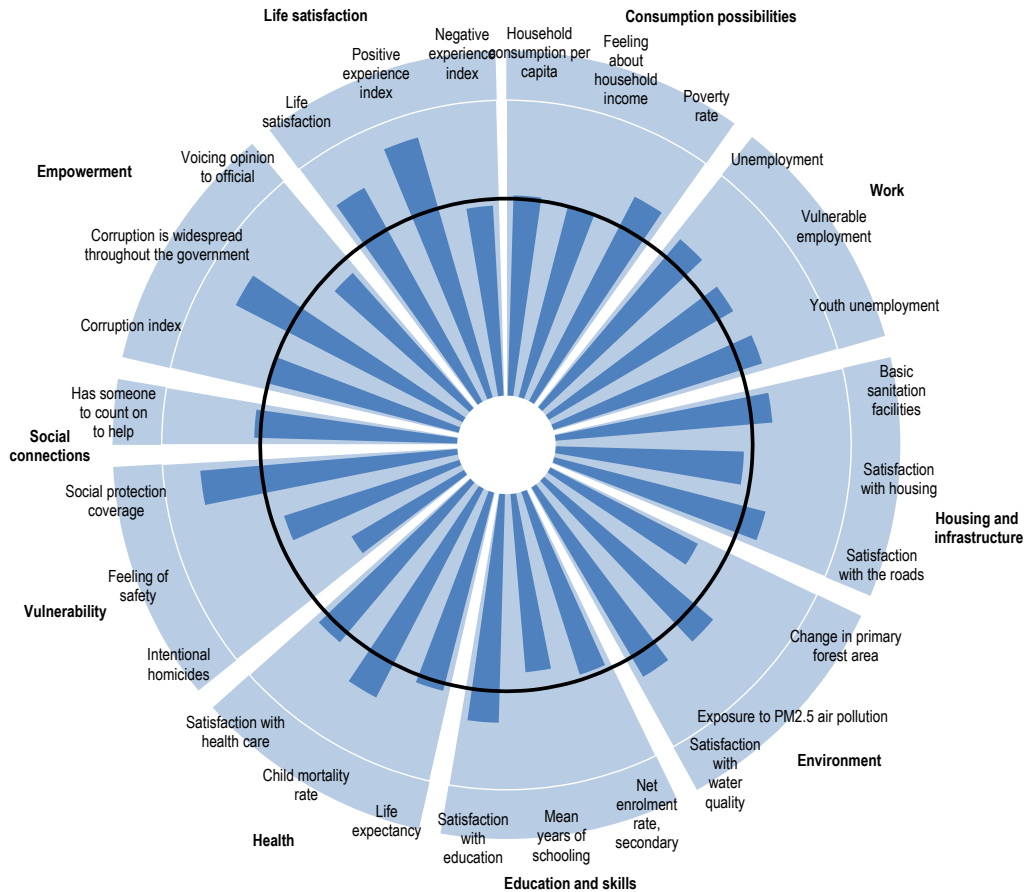 Life satisfaction
Consumption possibilities
Negative
experience
index
Household
consumption per
capita
Feeling
about
household
income
Positive
experience
index
Poverty
rate
Life
satisfaction
Voicing opinion
to official
Unemployment
Empowerment
Work
Vulnerable
employment
Corruption is widespread
throughout the government
Youth unemployment
Corruption index
Basic
sanitation
facilities
Has someone
to count on
to help
Social
connections
Satisfaction
with housing
Social protection
coverage
Housing and
infrastructure
Satisfaction
with the roads
Feeling of
safety
Vulnerability
Intentional
homicides
Change in primary
forest area
Exposure to PM2.5 air pollution
Satisfaction
with
water
quality
Environment
Satisfaction with
health care
Child mortality
rate
Life
expectancy
Health
Satisfaction
with
education
Mean
years of
schooling
Net
enrolment
rate,
secondary
Education and skills